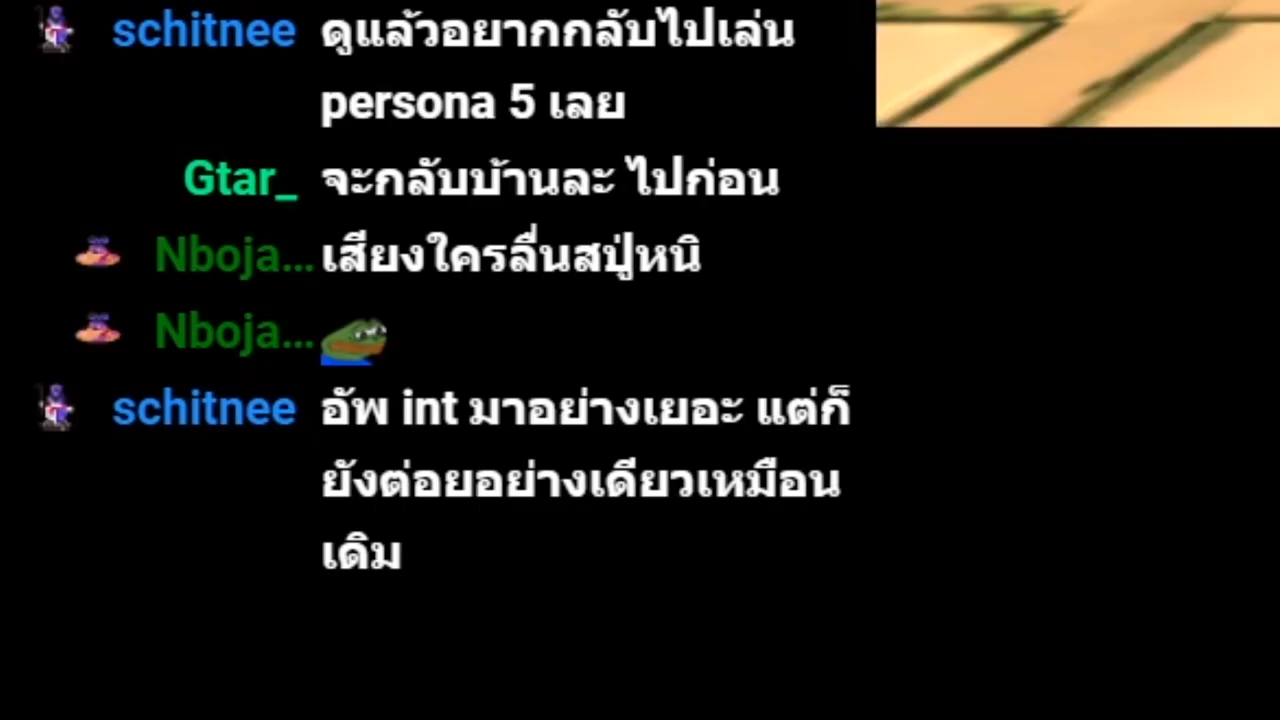 schitnee ดูแล้วอยากกลับไปเล่น
persona 5 เลย
Gtar_ จะกลับบ้านละ ไปก่อน
Nboja... เสียงใครลื่นสบู่หนิ
Nboja...
schitnee อัพ int มาอย่างเยอะ แต่ก็
ยังต่อยอย่างเดียวเหมือน
เดิม